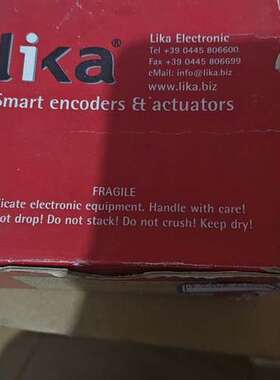 Lika Electronic
Tel +39 0445 806600
Fax +39 0445 806699
eMail: info@lika.biz
www.lika.biz
lika®
Smart encoders & actuators
FRAGILE
licate electronic equipment. Handle with care!
ot drop! Do not stack! Do not crush! Keep dry!